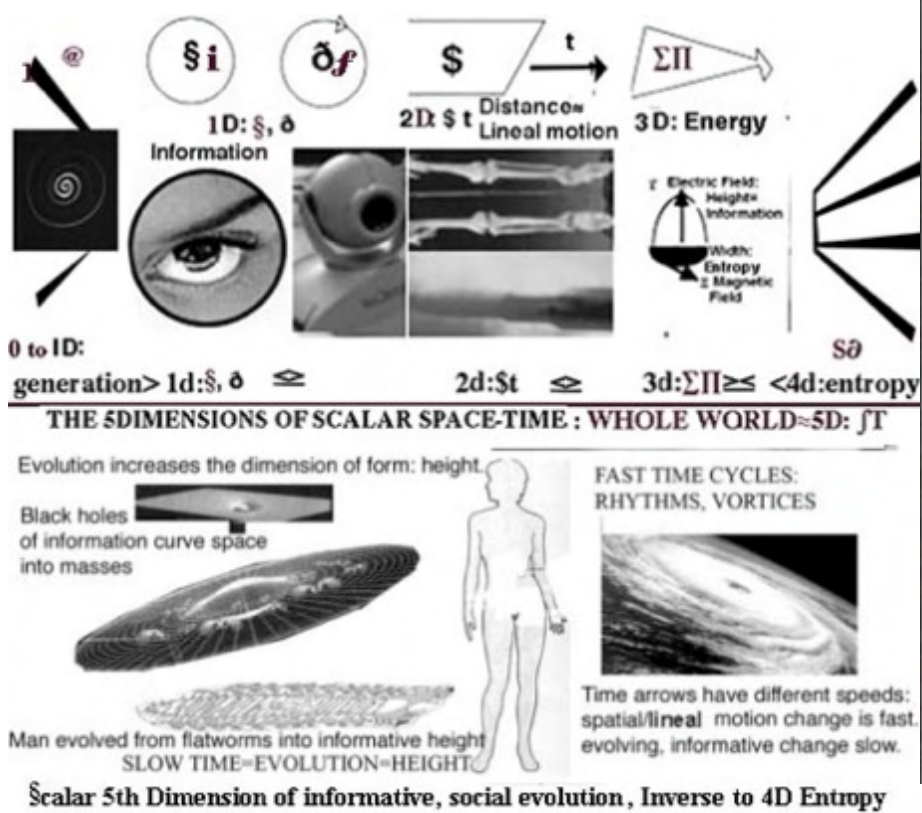 @
§i
ðf
$
t
ΣΠ
1D: §, ð
Information
2D: $ t Distance≈
Lineal motion
3D: Energy
Electric Field:
Height=
Information
Width:
Entropy
Magnetic
Field
0 to 1D:
S∂
generation> 1d:§, ð ⋚
2d:$t ⋚
3d:ΣΠ≥≤ <4d:entropy
THE 5DIMENSIONS OF SCALAR SPACE-TIME : WHOLE WORLD≈5D: ∫T
Evolution increases the dimension of form: height.
Black holes
of information curve space
into masses
FAST TIME CYCLES:
RHYTHMS, VORTICES
Man evolved from flatworms into informative height
SLOW TIME=EVOLUTION=HEIGHT
Time arrows have different speeds:
spatial/lineal motion change is fast.
evolving, informative change slow.
§calar 5th Dimension of informative, social evolution, Inverse to 4D Entropy